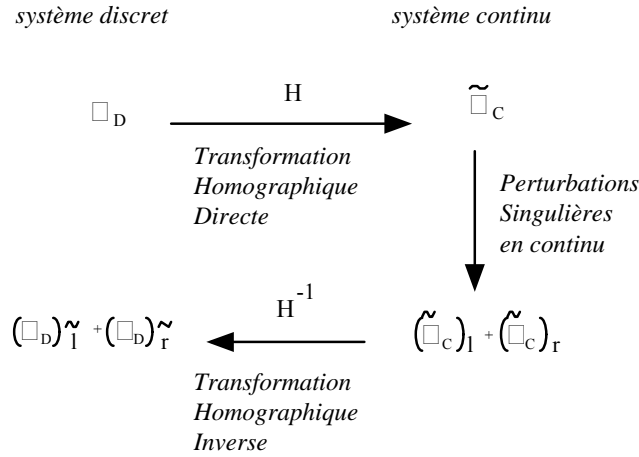 système discret
système continu
H
□ D
□̃ C
Transformation
Homographique
Directe
Perturbations
Singulières
en continu
H⁻¹
(□ D) ̃l + (□ D) ̃r
(□̃ C) l + (□̃ C) r
Transformation
Homographique
Inverse